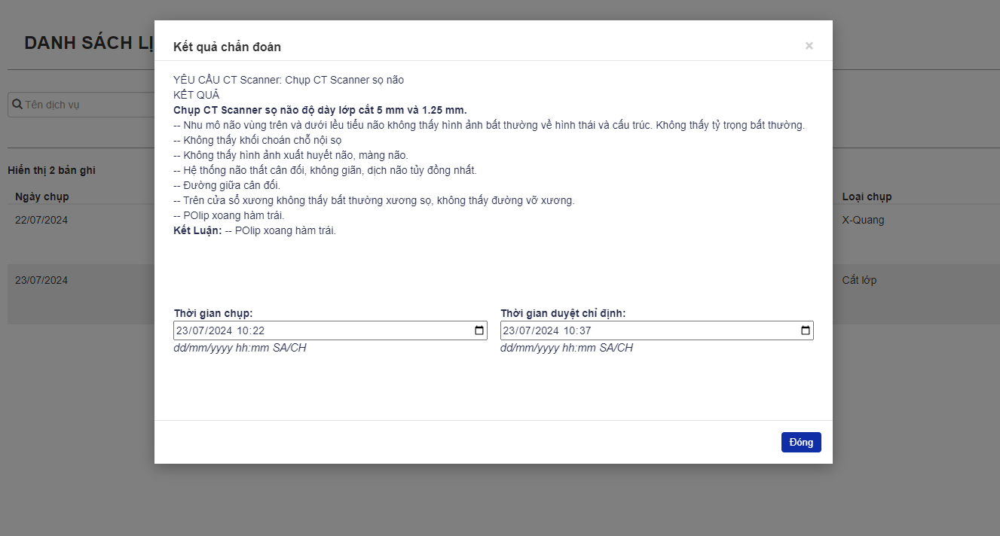 DANH SÁCH LỊ
Kết quả chẩn đoán
×
Tên dịch vụ
YÊU CẦU CT Scanner: Chụp CT Scanner sọ não
KẾT QUẢ
Chụp CT Scanner sọ não độ dày lớp cắt 5 mm và 1.25 mm.
-- Nhu mô não vùng trên và dưới lều tiểu não không thấy hình ảnh bất thường về hình thái và cấu trúc. Không thấy tỷ trọng bất thường.
-- Không thấy khối choán chỗ nội sọ
-- Không thấy hình ảnh xuất huyết não, màng não.
-- Hệ thống não thất cân đối, không giãn, dịch não tủy đồng nhất.
-- Đường giữa cân đối.
-- Trên cửa sổ xương không thấy bất thường xương sọ, không thấy đường vỡ xương.
-- POlip xoang hàm trái.
Kết Luận: -- POlip xoang hàm trái.
Hiển thị 2 bản ghi
Ngày chụp
Loại chụp
22/07/2024
X-Quang
23/07/2024
Cắt lớp
Thời gian chụp:
Thời gian duyệt chỉ định:
23/07/2024 10:22
23/07/2024 10:37
dd/mm/yyyy hh:mm SA/CH
dd/mm/yyyy hh:mm SA/CH
Đóng